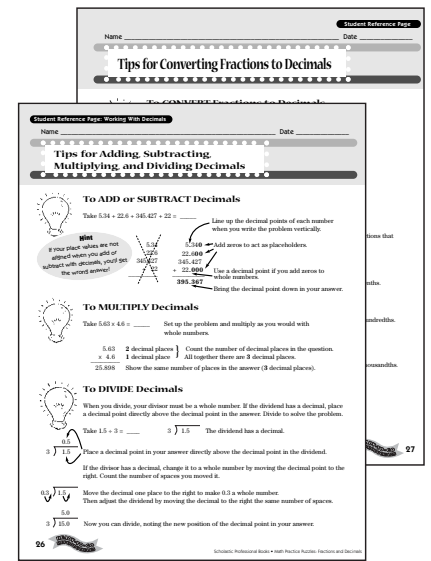 Student Reference Page
Name Date
Tips for Converting Fractions to Decimals
To CONVERT Fractions to Decimals
Student Reference Page: Working With Decimals
Name Date
Tips for Adding, Subtracting,
Multiplying, and Dividing Decimals
To ADD or SUBTRACT Decimals
Take 5.34 + 22.6 + 345.427 + 22 = ____
Line up the decimal points of each number
when you write the problem vertically.
Hint
If your place values are not
aligned when you add or
subtract with decimals, you'll get
the wrong answer!
5.34
22.6
345.427
+ 22
5.340
22.600
345.427
+ 22.000
395.367
Add zeros to act as placeholders.
Use a decimal point if you add zeros to
whole numbers.
Bring the decimal point down in your answer.
To MULTIPLY Decimals
Take 5.63 x 4.6 = ____ Set up the problem and multiply as you would with
whole numbers.
5.63 2 decimal places } Count the number of decimal places in the question.
x 4.6 1 decimal place All together there are 3 decimal places.
25.898 Show the same number of places in the answer (3 decimal places).
To DIVIDE Decimals
When you divide, your divisor must be a whole number. If the dividend has a decimal, place
a decimal point directly above the decimal point in the answer. Divide to solve the problem.
Take 1.5 ÷ 3 = ____ 3 ) 1.5 The dividend has a decimal.
0.5
3 ) 1.5 Place a decimal point in your answer directly above the decimal point in the dividend.
If the divisor has a decimal, change it to a whole number by moving the decimal point to the
right. Count the number of spaces you moved it.
0.3 ) 1.5 Move the decimal one place to the right to make 0.3 a whole number.
Then adjust the dividend by moving the decimal to the right the same number of spaces.
5.0
3 ) 15.0 Now you can divide, noting the new position of the decimal point in your answer.
26
Scholastic Professional Books • Math Practice Puzzles: Fractions and Decimals
tions that
nths.
undredths.
ousandths.
27